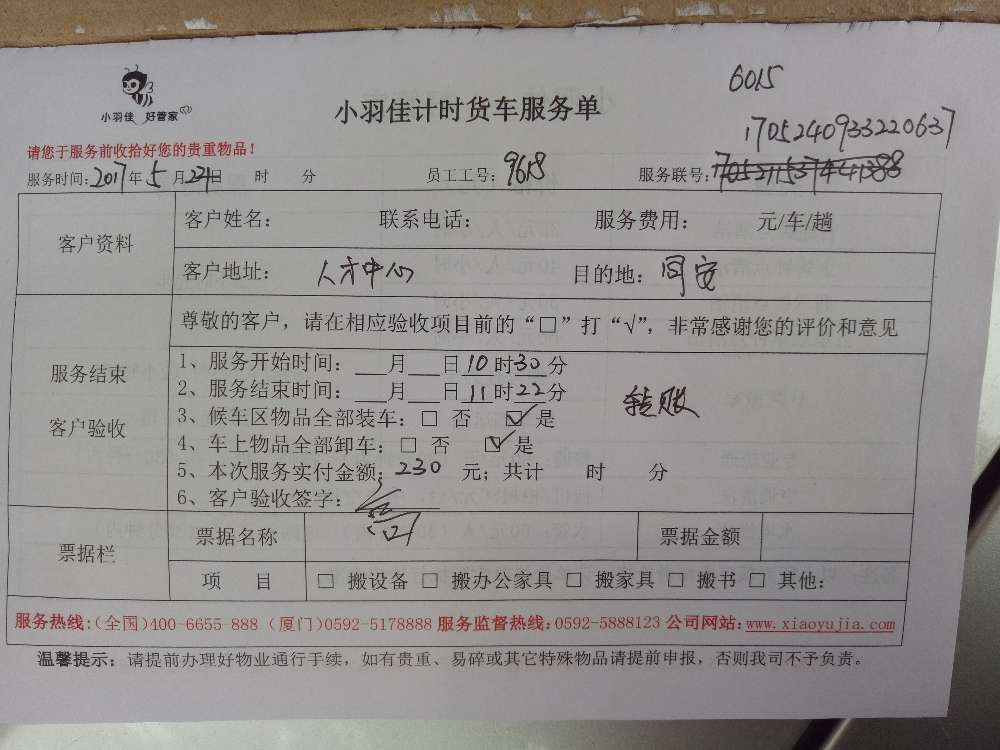 6015
小羽佳 好管家
小羽佳计时货车服务单
1705240933220637
请您于服务前收拾好您的贵重物品！
服务时间：2017年5月24日 时 分 员工工号：9618 服务联号：
客户资料
客户姓名： 联系电话： 服务费用： 元/车/趟
客户地址： 人才中心 目的地： 同安
服务结束
客户验收
尊敬的客户，请在相应验收项目前的“□”打“√”，非常感谢您的评价和意见
1、服务开始时间：___月___日10时30分
2、服务结束时间：___月___日11时22分
转账
3、候车区物品全部装车：□ 否 ☑ 是
4、车上物品全部卸车：□ 否 ☑ 是
5、本次服务实付金额：230 元；共计 时 分
6、客户验收签字：
票据栏
票据名称 票据金额
项 目 □ 搬设备 □ 搬办公家具 □ 搬家具 □ 搬书 □ 其他：
服务热线：（全国）400-6655-888（厦门）0592-5178888 服务监督热线：0592-5888123 公司网站：www.xiaoyujia.com
温馨提示：请提前办理好物业通行手续，如有贵重、易碎或其它特殊物品请提前申报，否则我司不予负责。